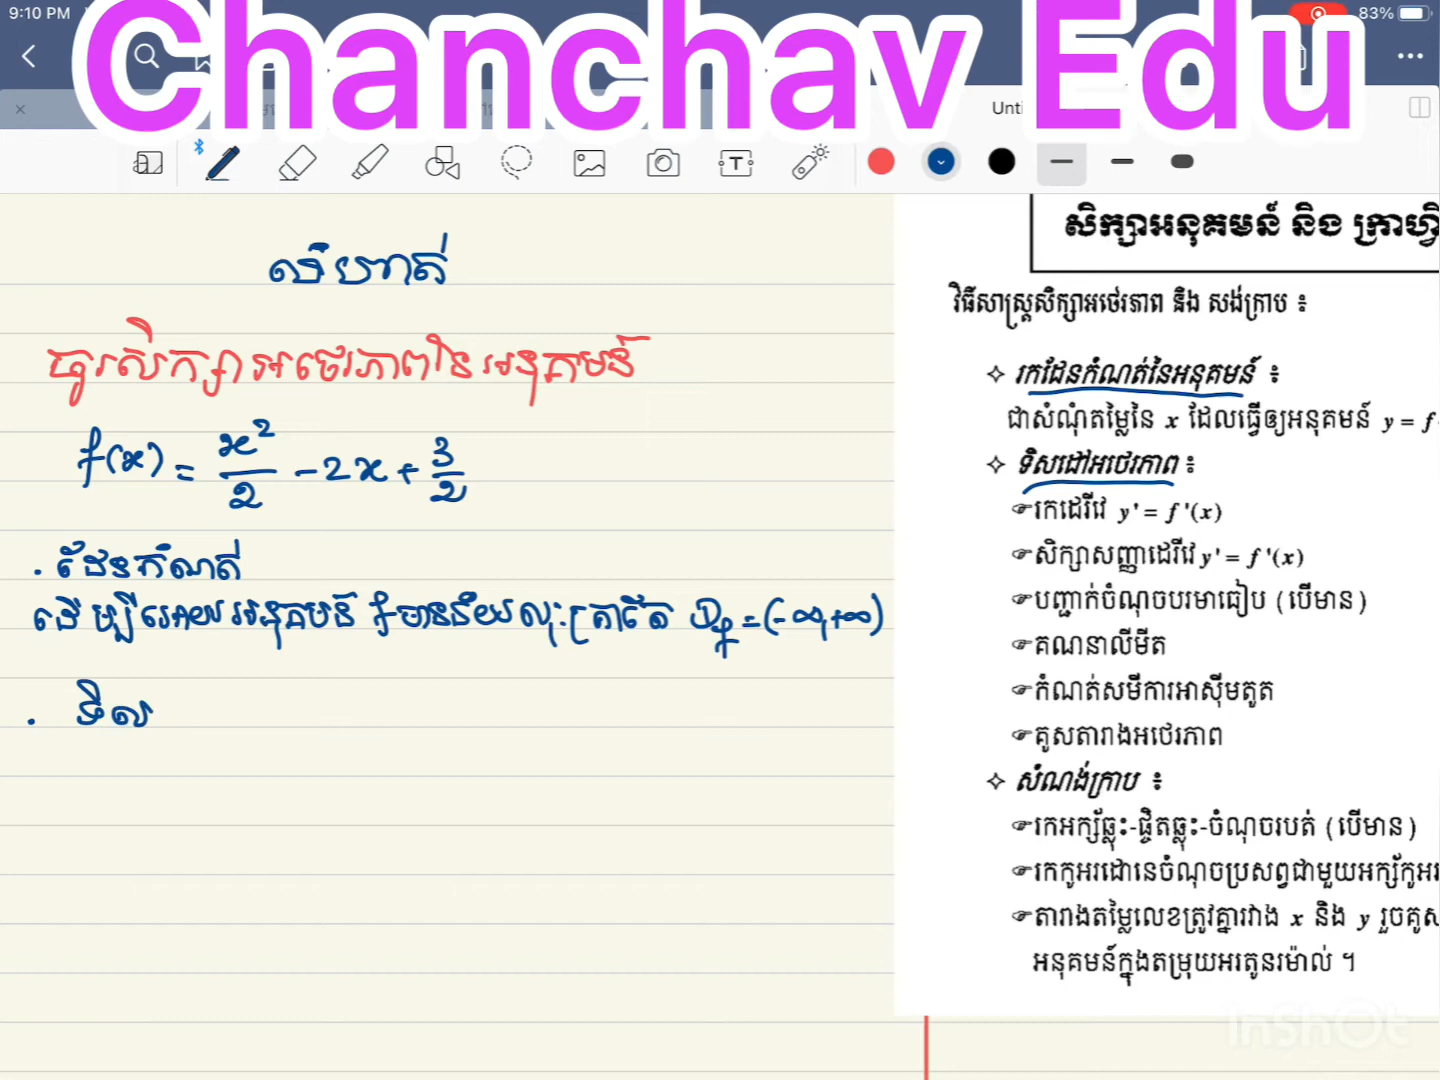 9:10 PM
83%
Chanchav Edu
Unti
លំហាត់
ចូរសិក្សាអថេរភាពនៃអនុគមន៍
f(x) = x²/2 - 2x + 3/2
. ដែនកំណត់
ដើម្បីអោយអនុគមន៍ f មានន័យលុះត្រាតែ Df = (-∞, +∞)
. ទិស
សិក្សាអនុគមន៍ និង ក្រាហ្វិ
វិធីសាស្ត្រសិក្សាអថេរភាព និង សង់ក្រាប ៖
✧ រកដែនកំណត់នៃអនុគមន៍ ៖
ជាសំណុំតម្លៃនៃ x ដែលធ្វើឲ្យអនុគមន៍ y = f
✧ ទិសដៅអថេរភាព ៖
☞ រកដេរីវេ y' = f '(x)
☞ សិក្សាសញ្ញាដេរីវេ y' = f '(x)
☞ បញ្ជាក់ចំណុចបរមាធៀប (បើមាន)
☞ គណនាលីមីត
☞ កំណត់សមីការអាស៊ីមតូត
☞ គូសតារាងអថេរភាព
✧ សំណង់ក្រាប ៖
☞ រកអក្ស័ឆ្លុះ-ផ្ចិតឆ្លុះ-ចំណុចរបត់ (បើមាន)
☞ រកកូអរដោនេចំណុចប្រសព្វជាមួយអក្ស័កូអរ
☞ តារាងតម្លៃលេខត្រូវគ្នារវាង x និង y រួចគូស
អនុគមន៍ក្នុងតម្រុយអរតូនរម៉ាល់ ។
InShOt